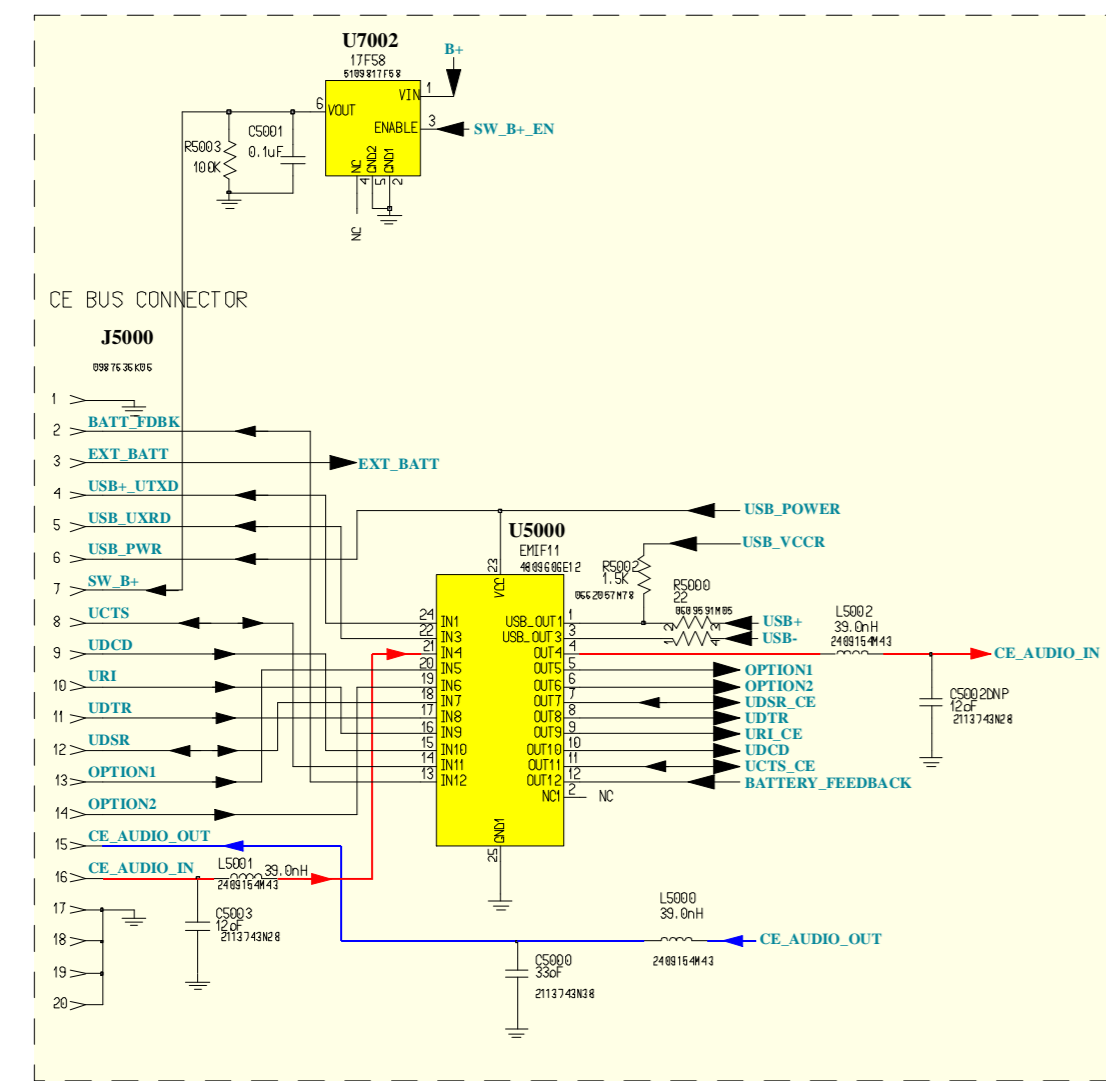 U7002
17F58
5109817F58
B+
VIN 1
6 VOUT
ENABLE 3
SW_B+_EN
C5001
0.1uF
R5003
100K
NC
GND2
GND1
4
5
2
NC
CE BUS CONNECTOR
J5000
0987636K06
1
2 BATT_FDBK
3 EXT_BATT
EXT_BATT
4 USB+_UTXD
5 USB_UXRD
6 USB_PWR
7 SW_B+
8 UCTS
9 UDCD
10 URI
11 UDTR
12 UDSR
13 OPTION1
14 OPTION2
15 CE_AUDIO_OUT
16 CE_AUDIO_IN
17
18
19
20
USB_POWER
USB_VCCR
U5000
EMIF11
4809606E12
23
VCC
R5002
1.5K
0662057M78
R5000
22
0609591M05
24 IN1
22 IN3
21 IN4
20 IN5
19 IN6
18 IN7
17 IN8
16 IN9
15 IN10
14 IN11
13 IN12
USB_OUT1 1
USB_OUT3 3
OUT4 4
OUT5 5
OUT6 6
OUT7 7
OUT8 8
OUT9 9
OUT10 10
OUT11 11
OUT12 12
NC1 2 NC
25
GND1
2 3
1 4
USB+
USB-
L5002
39.0nH
2409154M43
CE_AUDIO_IN
OPTION1
OPTION2
UDSR_CE
UDTR
URI_CE
UDCD
UCTS_CE
BATTERY_FEEDBACK
C5002DNP
12pF
2113743N28
L5001
39.0nH
2409154M43
C5003
12pF
2113743N28
L5000
39.0nH
2409154M43
CE_AUDIO_OUT
C5000
33pF
2113743N38